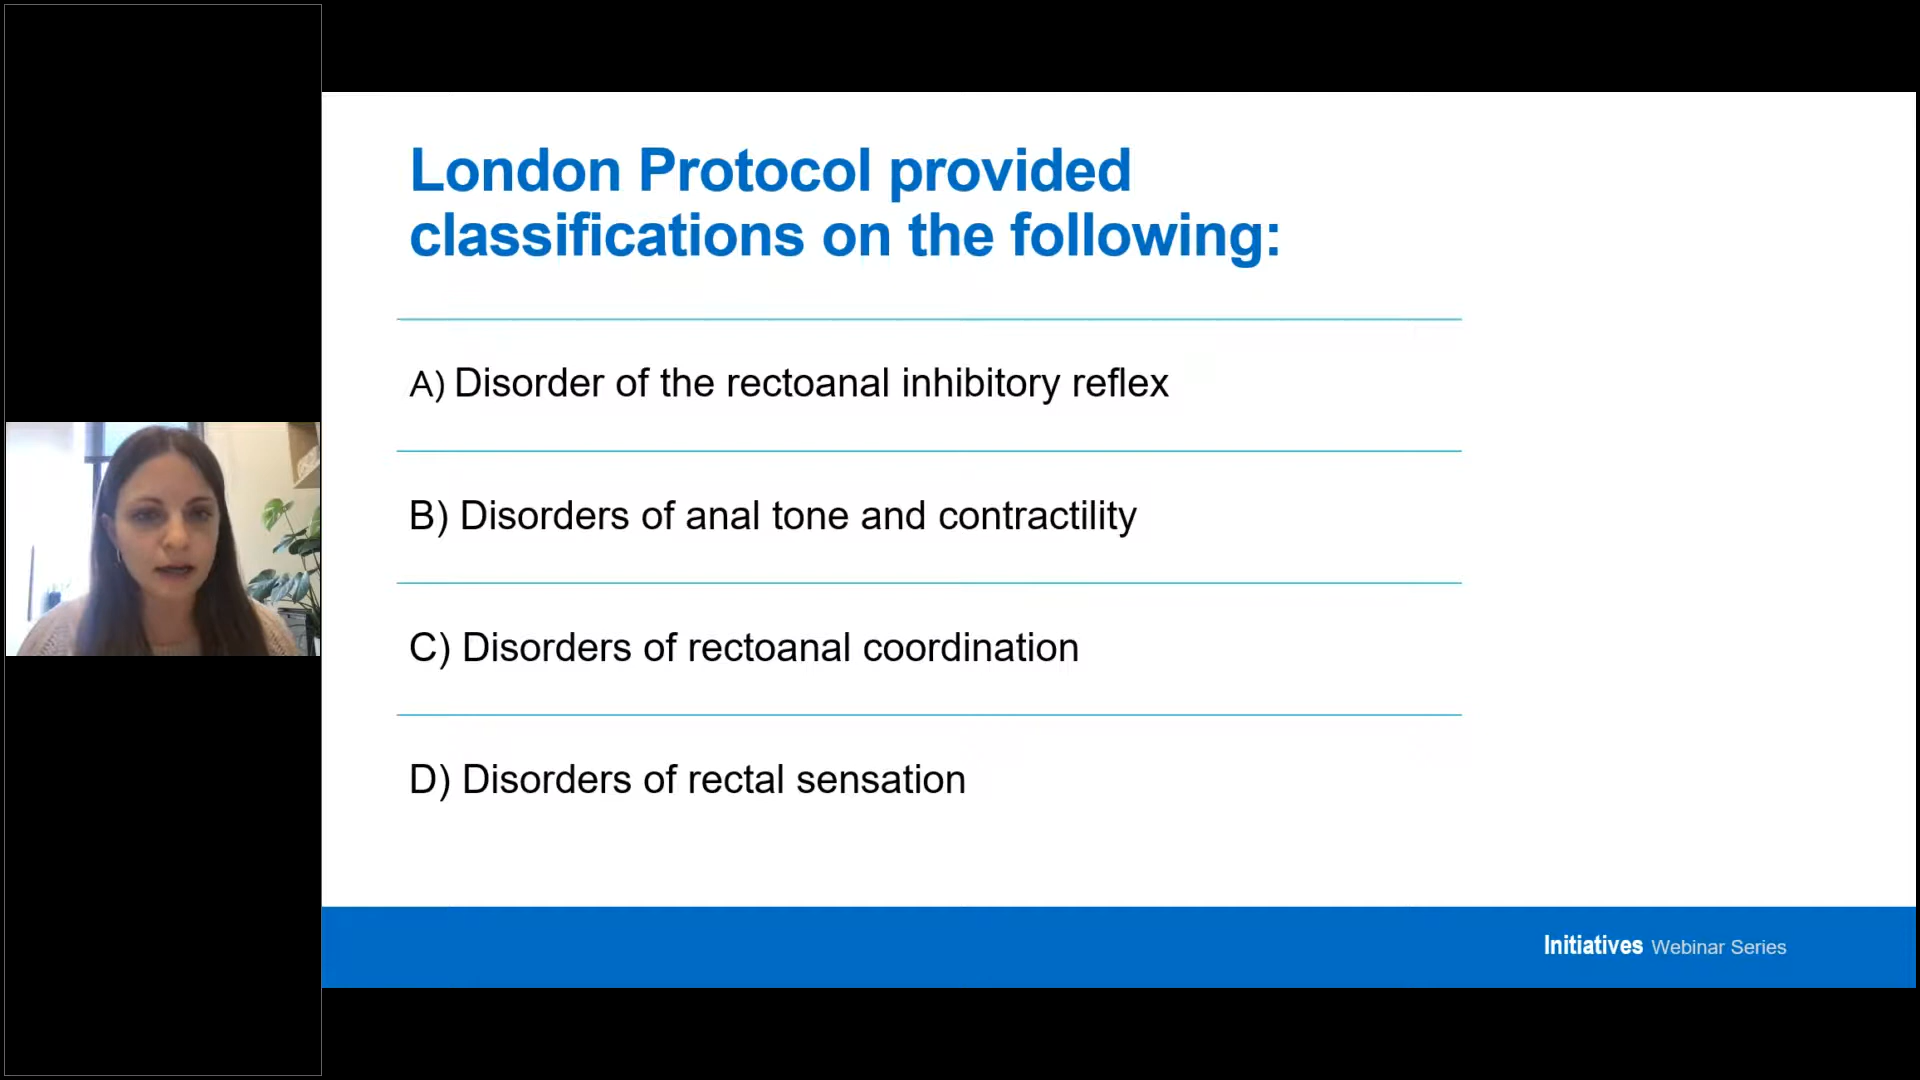 London Protocol provided
classifications on the following:
A) Disorder of the rectoanal inhibitory reflex
B) Disorders of anal tone and contractility
C) Disorders of rectoanal coordination
D) Disorders of rectal sensation
Initiatives Webinar Series